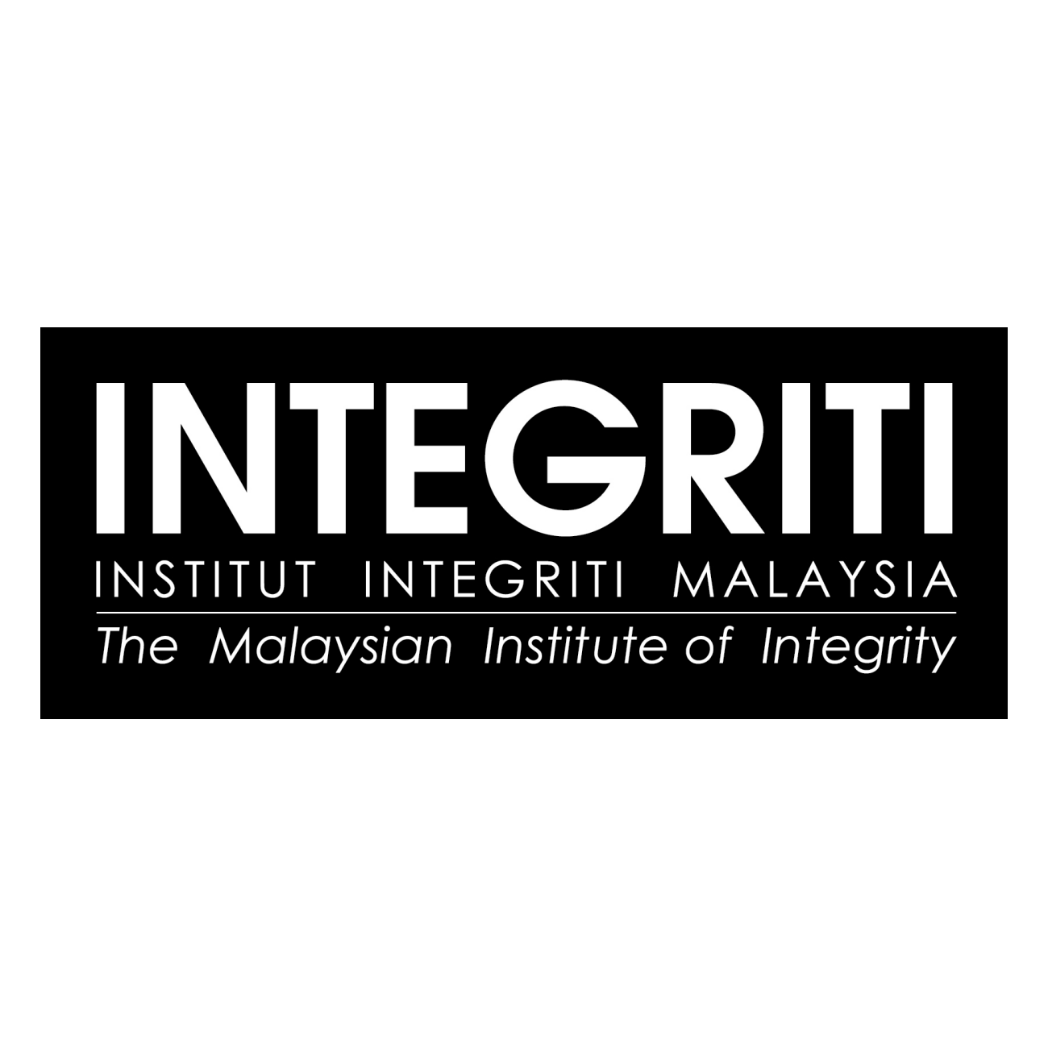 INTEGRITI
INSTITUT INTEGRITI MALAYSIA
The Malaysian Institute of Integrity